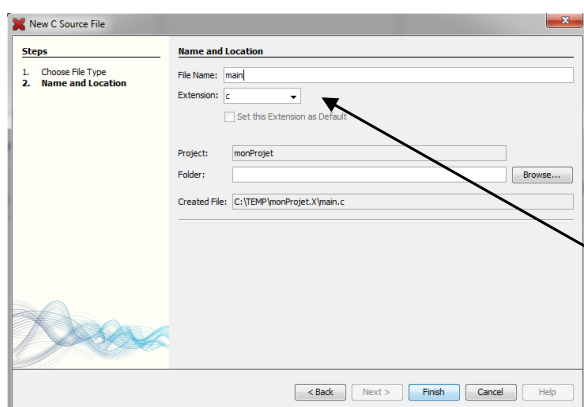 New C Source File
Steps
1. Choose File Type
2. Name and Location
Name and Location
File Name: main
Extension: c
Set this Extension as Default
Project: monProjet
Folder: Browse...
Created File: C:\TEMP\monProjet.X\main.c
< Back Next > Finish Cancel Help